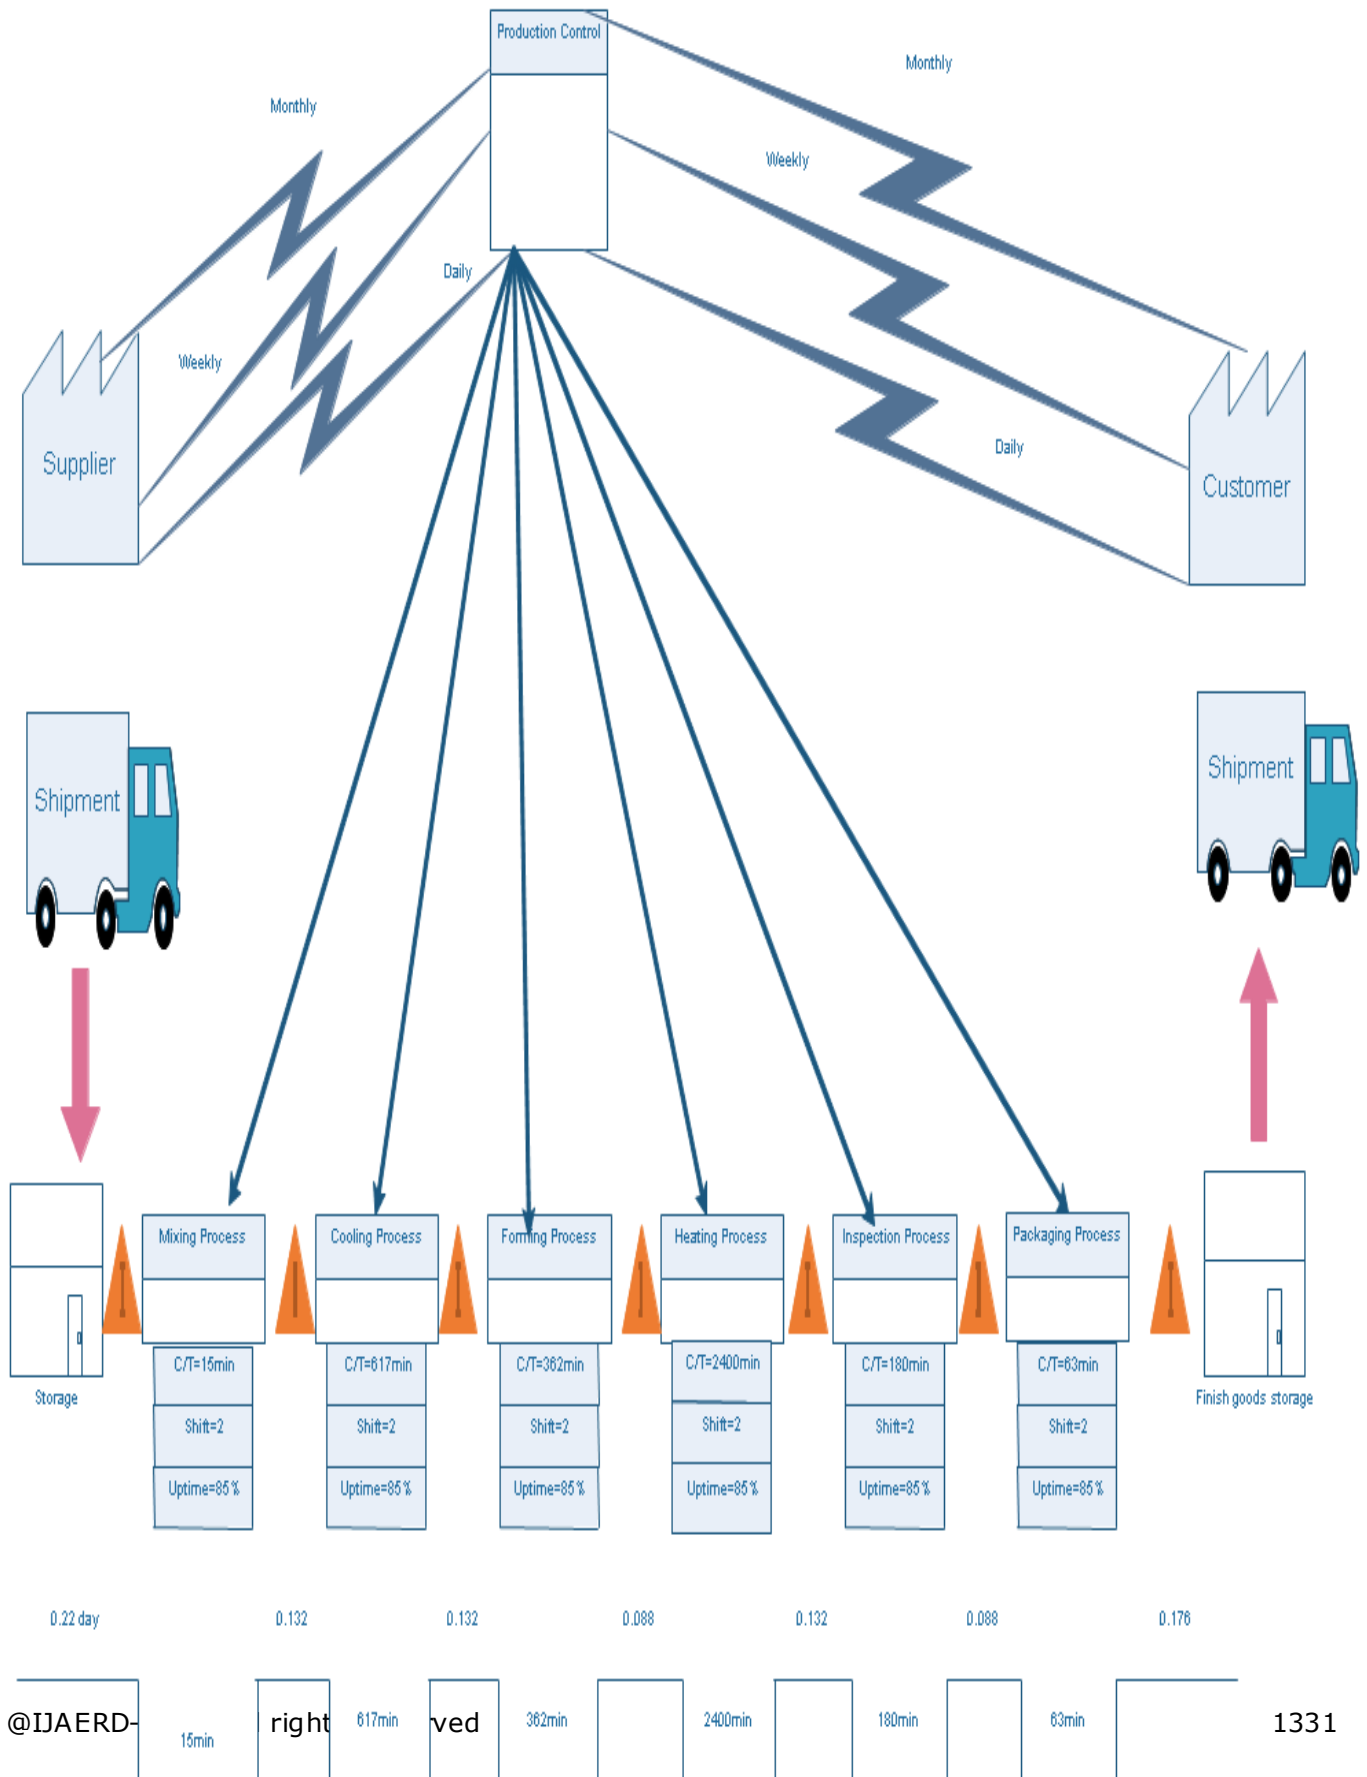 Production Control
Monthly
Monthly
Weekly
Daily
Weekly
Daily
Supplier
Customer
Shipment
Shipment
Mixing Process
Cooling Process
Forming Process
Heating Process
Inspection Process
Packaging Process
C/T=15min
C/T=617min
C/T=362min
C/T=2400min
C/T=180min
C/T=63min
Storage
Finish goods storage
Shift=2
Shift=2
Shift=2
Shift=2
Shift=2
Shift=2
Uptime=85%
Uptime=85%
Uptime=85%
Uptime=85%
Uptime=85%
Uptime=85%
0.22 day
0.132
0.132
0.088
0.132
0.088
0.176
15min
617min
362min
2400min
180min
63min
@IJAERD- right ved 1331